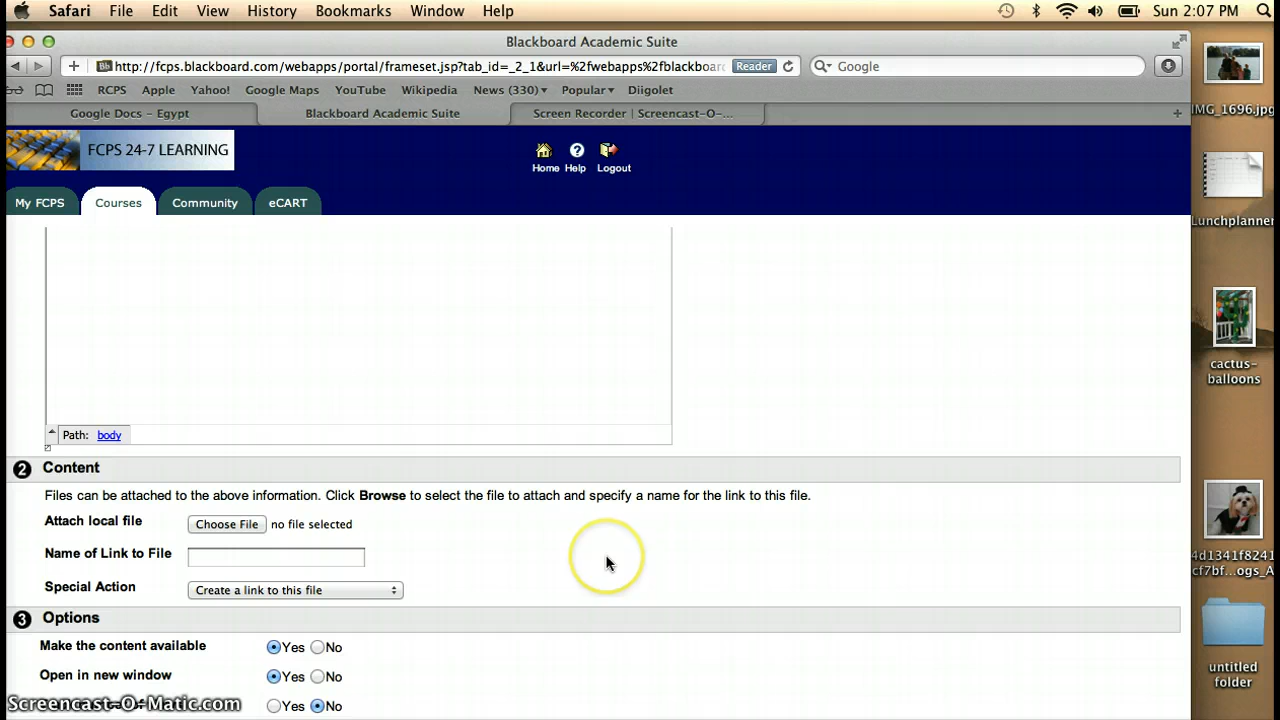 Safari File Edit View History Bookmarks Window Help Sun 2:07 PM
Blackboard Academic Suite
Bb http://fcps.blackboard.com/webapps/portal/frameset.jsp?tab_id=_2_1&url=%2fwebapps%2fblackboar Reader Google
RCPS Apple Yahoo! Google Maps YouTube Wikipedia News (330) Popular Diigolet
Google Docs - Egypt Blackboard Academic Suite Screen Recorder | Screencast-O-...
IMG_1696.jpg
FCPS 24-7 LEARNING
Home Help Logout
My FCPS Courses Community eCART
Lunchplanner
cactus-
balloons
Path: body
2 Content
Files can be attached to the above information. Click Browse to select the file to attach and specify a name for the link to this file.
Attach local file Choose File no file selected
Name of Link to File
4d1341f8241
cf7bf...ogs_A
Special Action Create a link to this file
3 Options
Make the content available Yes No
Open in new window Yes No
untitled
folder
Yes No
Screencast-O-Matic.com